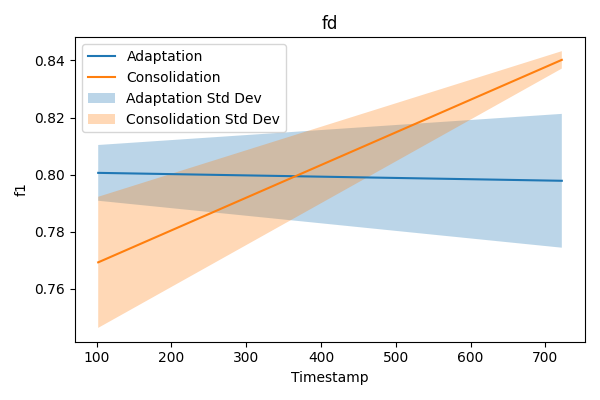 fd
Adaptation
Consolidation
Adaptation Std Dev
Consolidation Std Dev
0.84
0.82
0.80
0.78
0.76
f1
100 200 300 400 500 600 700
Timestamp